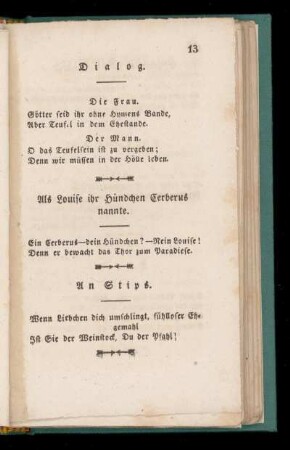 13
Dialog.
Die Frau.
Götter seid ihr ohne Hymens Bande,
Aber Teufel in dem Ehestande.
Der Mann.
O das Teufelsein ist zu vergeben;
Denn wir müssen in der Hölle leben.
Als Louise ihr Hündchen Cerberus
nannte.
Ein Cerberus—dein Hündchen?—Nein Louise!
Denn er bewacht das Thor zum Paradiese.
An Stips.
Wenn Liebchen dich umschlingt, fühlloser Eh-
gemahl
Ist Sie der Weinstock, Du der Pfahl!